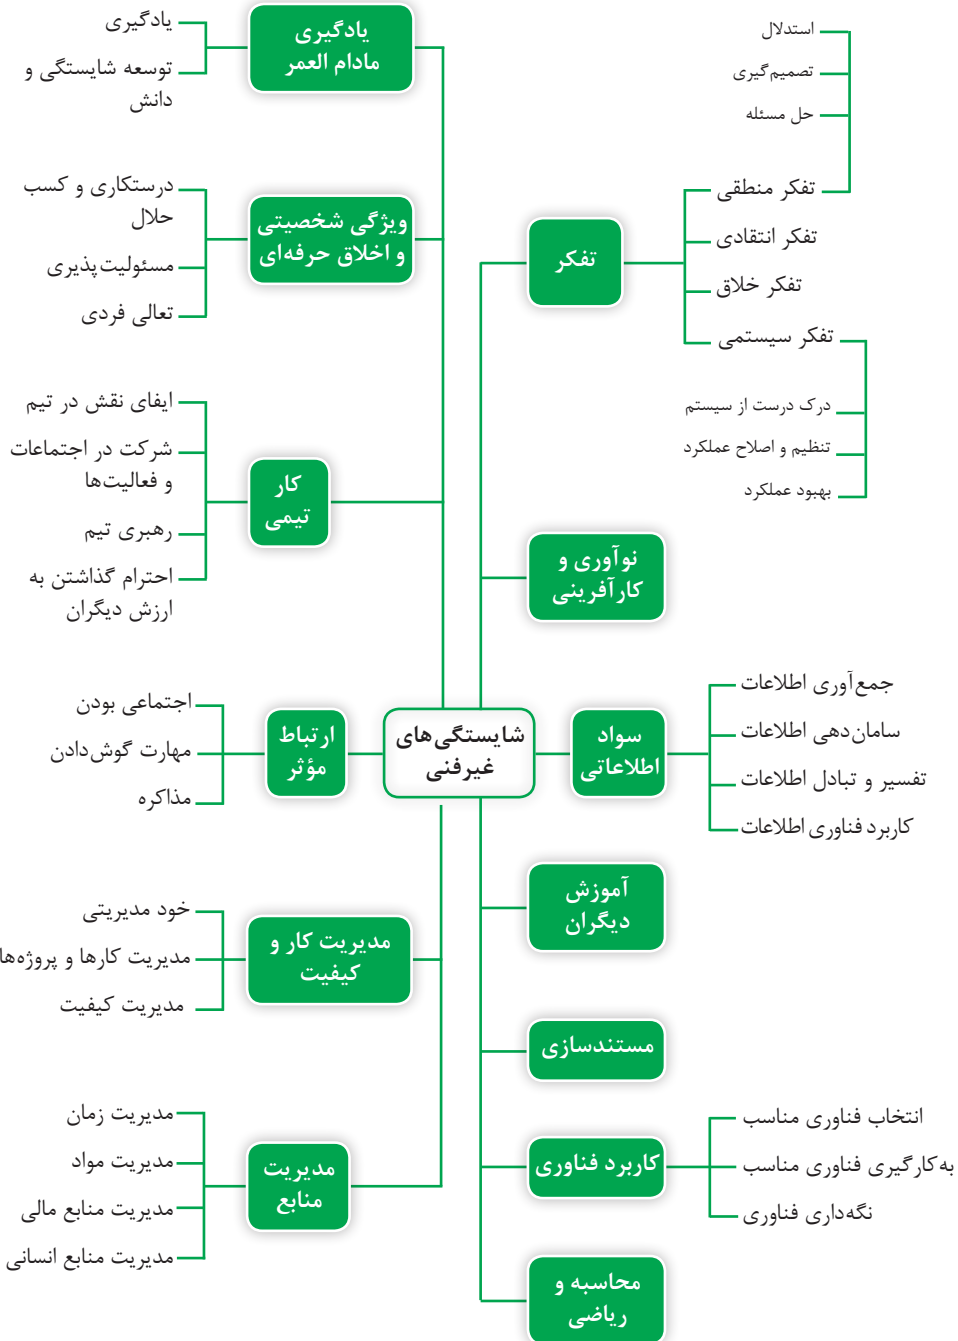 شایستگی‌های
غیرفنی
تفکر
استدلال
تصمیم‌گیری
حل مسئله
تفکر منطقی
تفکر انتقادی
تفکر خلاق
تفکر سیستمی
درک درست از سیستم
تنظیم و اصلاح عملکرد
بهبود عملکرد
نوآوری و
کارآفرینی
سواد
اطلاعاتی
جمع‌آوری اطلاعات
سامان‌دهی اطلاعات
تفسیر و تبادل اطلاعات
کاربرد فناوری اطلاعات
آموزش
دیگران
مستندسازی
کاربرد فناوری
انتخاب فناوری مناسب
به‌کارگیری فناوری مناسب
نگه‌داری فناوری
محاسبه و
ریاضی
یادگیری
مادام العمر
یادگیری
توسعه شایستگی و
دانش
ویژگی شخصیتی
و اخلاق حرفه‌ای
درستکاری و کسب
حلال
مسئولیت‌پذیری
تعالی فردی
کار
تیمی
ایفای نقش در تیم
شرکت در اجتماعات
و فعالیت‌ها
رهبری تیم
احترام گذاشتن به
ارزش دیگران
ارتباط
مؤثر
اجتماعی بودن
مهارت گوش‌دادن
مذاکره
مدیریت کار و
کیفیت
خود مدیریتی
مدیریت کارها و پروژه‌ها
مدیریت کیفیت
مدیریت
منابع
مدیریت زمان
مدیریت مواد
مدیریت منابع مالی
مدیریت منابع انسانی